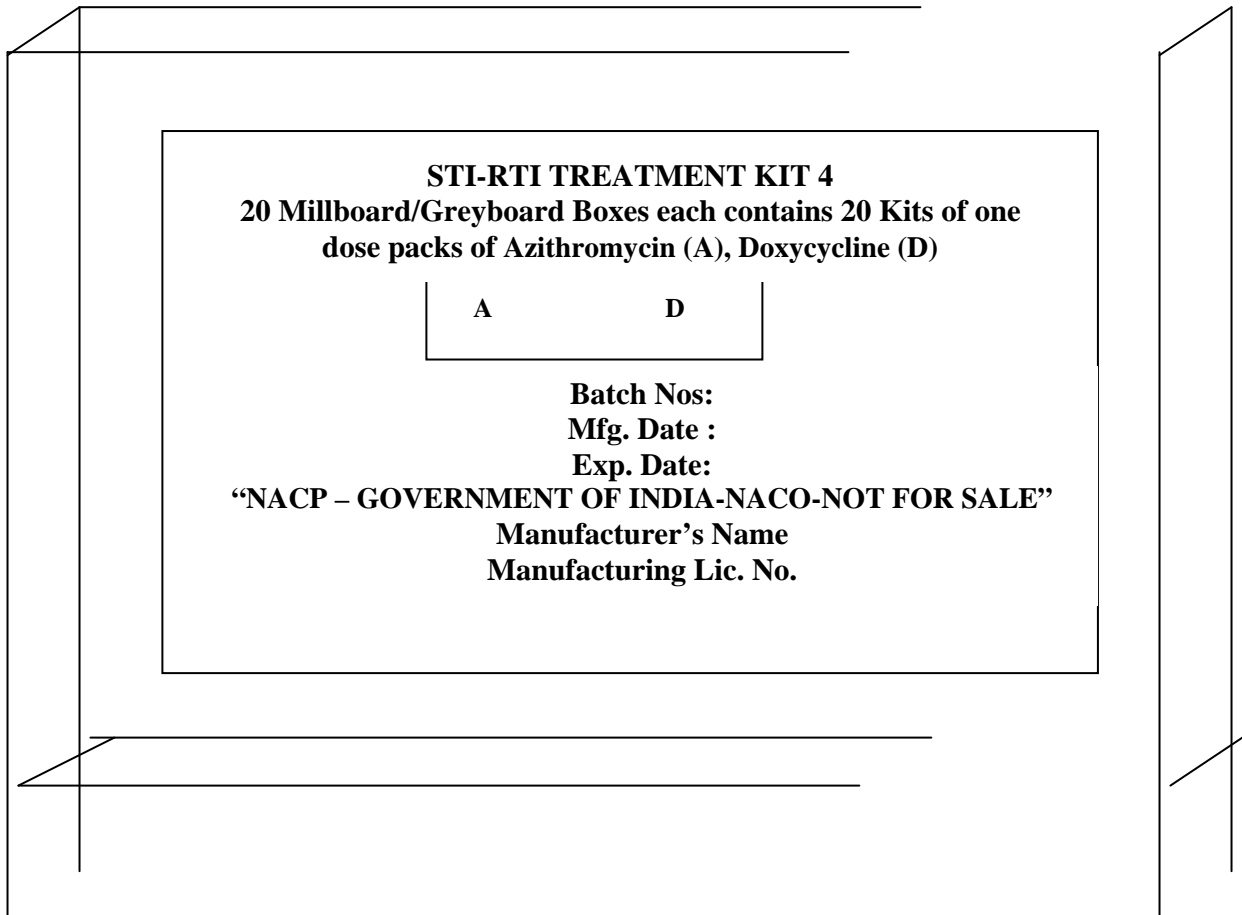 STI-RTI TREATMENT KIT 4
20 Millboard/Greyboard Boxes each contains 20 Kits of one
dose packs of Azithromycin (A), Doxycycline (D)
A D
Batch Nos:
Mfg. Date :
Exp. Date:
“NACP – GOVERNMENT OF INDIA-NACO-NOT FOR SALE”
Manufacturer’s Name
Manufacturing Lic. No.